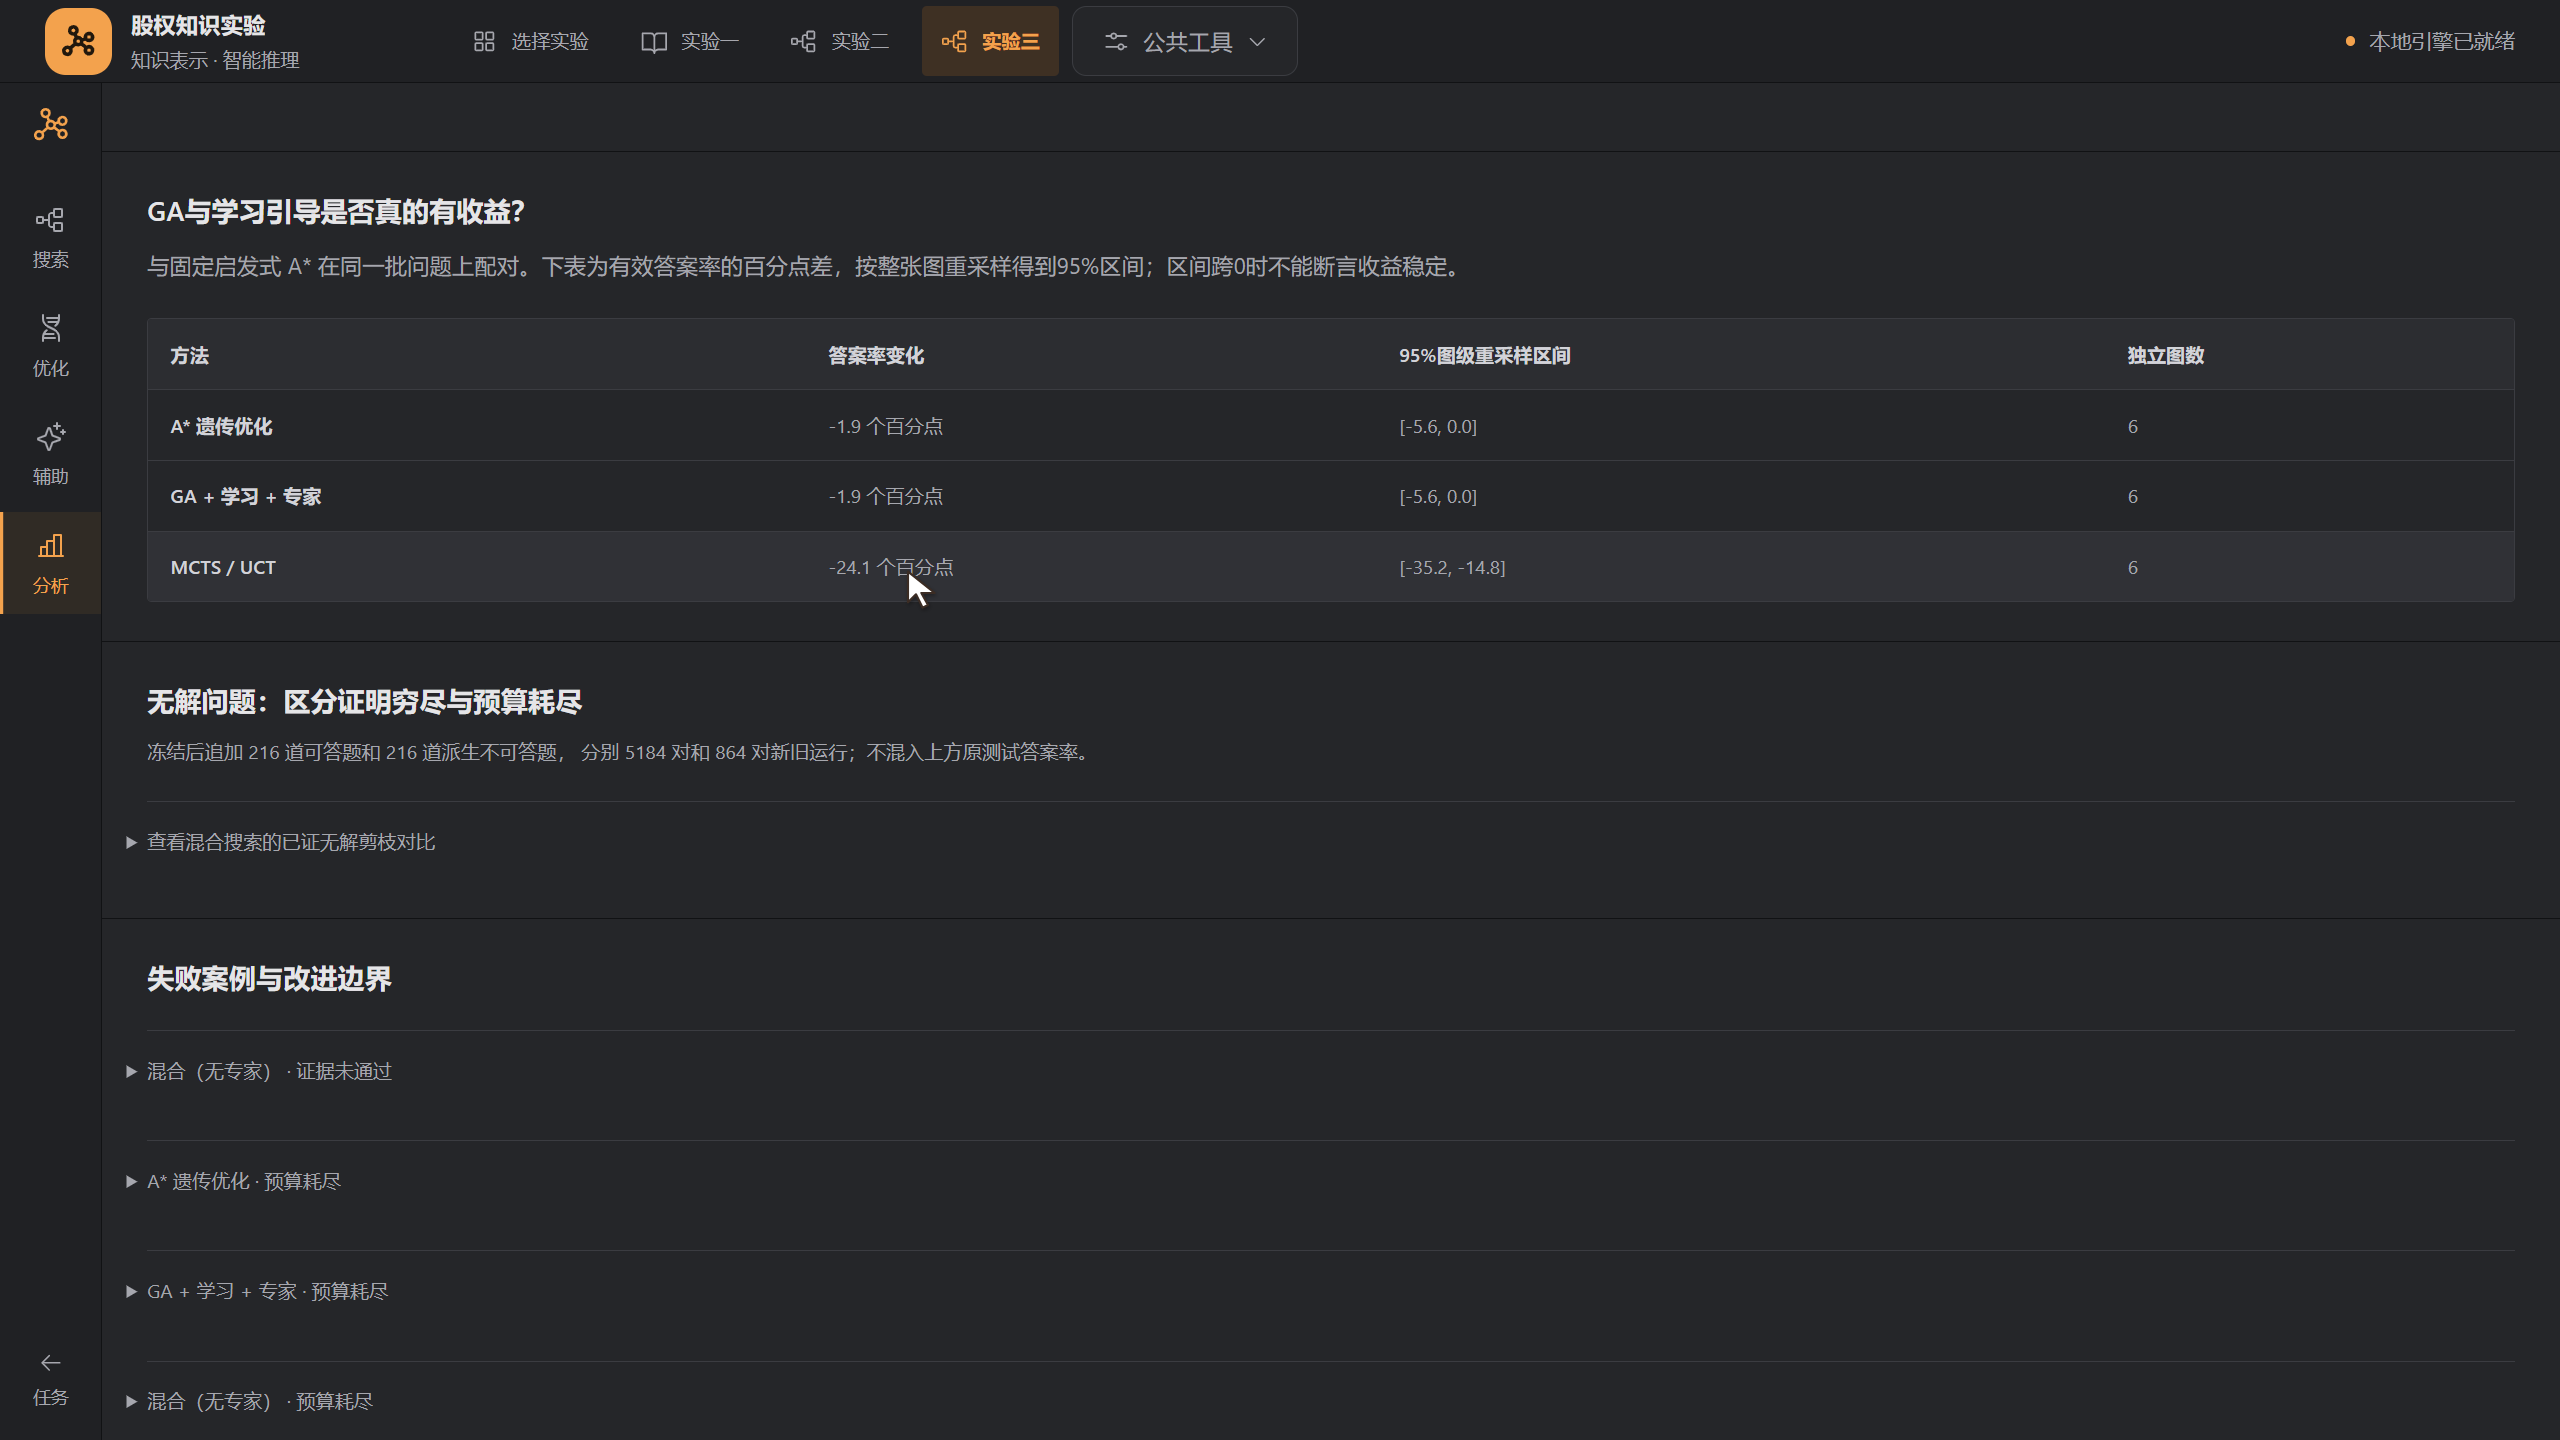 股权知识实验
知识表示 · 智能推理
选择实验
实验一
实验二
实验三
公共工具
本地引擎已就绪
搜索
优化
辅助
分析
任务
GA与学习引导是否真的有收益？
与固定启发式 A* 在同一批问题上配对。下表为有效答案率的百分点差，按整张图重采样得到95%区间；区间跨0时不能断言收益稳定。
方法 答案率变化 95%图级重采样区间 独立图数
A* 遗传优化 -1.9 个百分点 [-5.6, 0.0] 6
GA + 学习 + 专家 -1.9 个百分点 [-5.6, 0.0] 6
MCTS / UCT -24.1 个百分点 [-35.2, -14.8] 6
无解问题：区分证明穷尽与预算耗尽
冻结后追加 216 道可答题和 216 道派生不可答题， 分别 5184 对和 864 对新旧运行；不混入上方原测试答案率。
查看混合搜索的已证无解剪枝对比
失败案例与改进边界
混合（无专家） · 证据未通过
A* 遗传优化 · 预算耗尽
GA + 学习 + 专家 · 预算耗尽
混合（无专家） · 预算耗尽